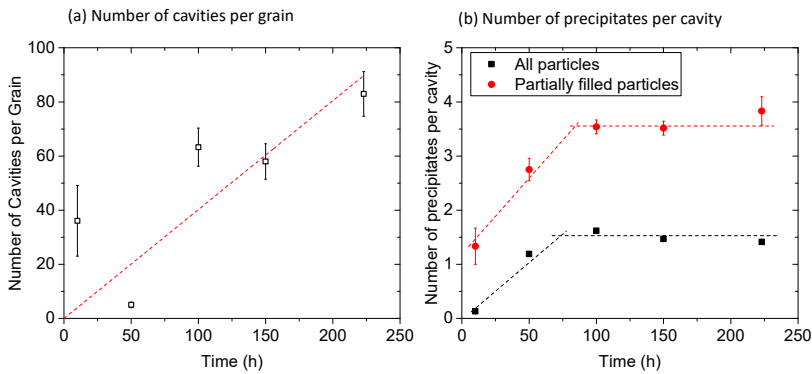 (a) Number of cavities per grain
(b) Number of precipitates per cavity
100
80
60
40
20
0
Number of Cavities per Grain
0 50 100 150 200 250
Time (h)
5
4
3
2
1
0
Number of precipitates per cavity
All particles
Partially filled particles
0 50 100 150 200 250
Time (h)